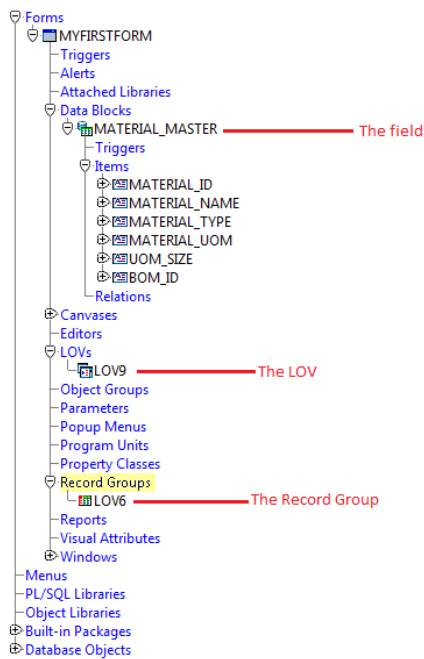 Forms
MYFIRSTFORM
Triggers
Alerts
Attached Libraries
Data Blocks
MATERIAL_MASTER The field
Triggers
Items
MATERIAL_ID
MATERIAL_NAME
MATERIAL_TYPE
MATERIAL_UOM
UOM_SIZE
BOM_ID
Relations
Canvases
Editors
LOVs
LOV9 The LOV
Object Groups
Parameters
Popup Menus
Program Units
Property Classes
Record Groups
LOV6 The Record Group
Reports
Visual Attributes
Windows
Menus
PL/SQL Libraries
Object Libraries
Built-in Packages
Database Objects